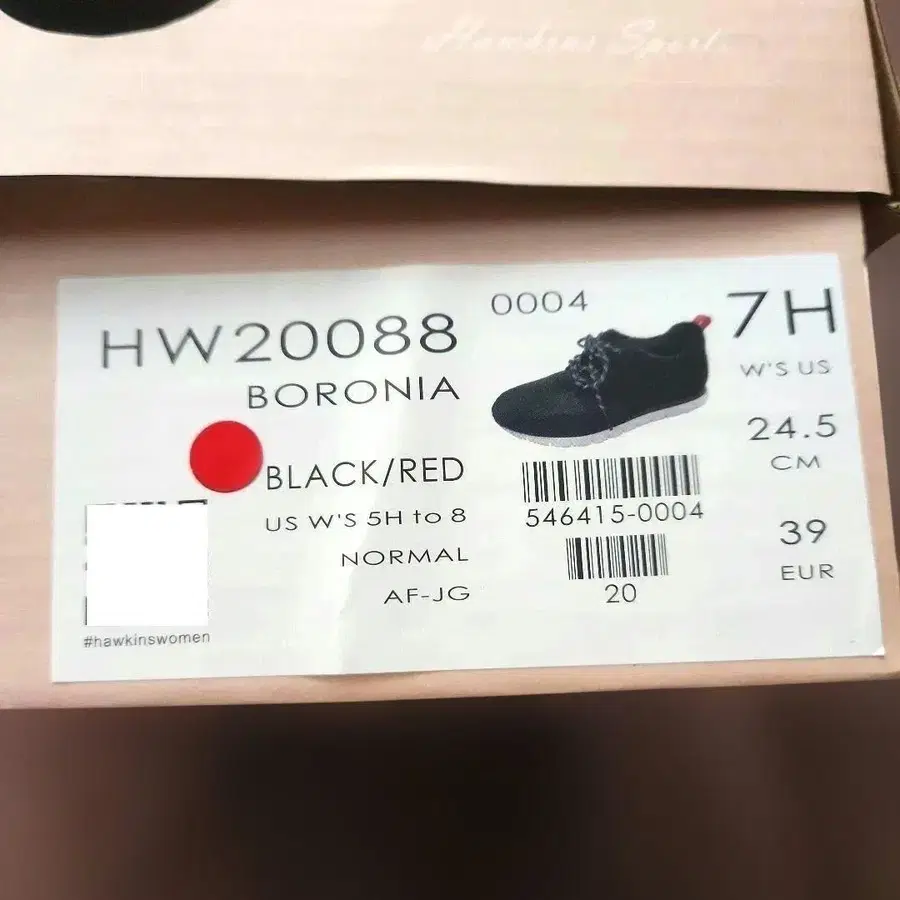 Hawkins Sport
HW20088
BORONIA
BLACK/RED
US W'S 5H to 8
NORMAL
AF-JG
#hawkinswomen
0004
546415-0004
20
7H
W'S US
24.5
CM
39
EUR